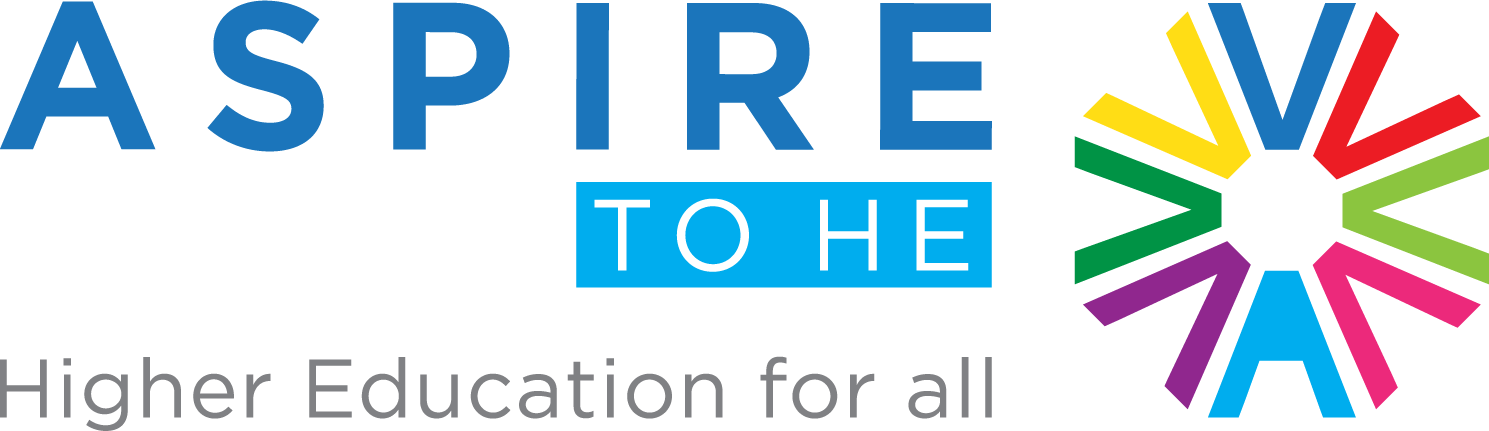 ASPIRE
TO HE
Higher Education for all